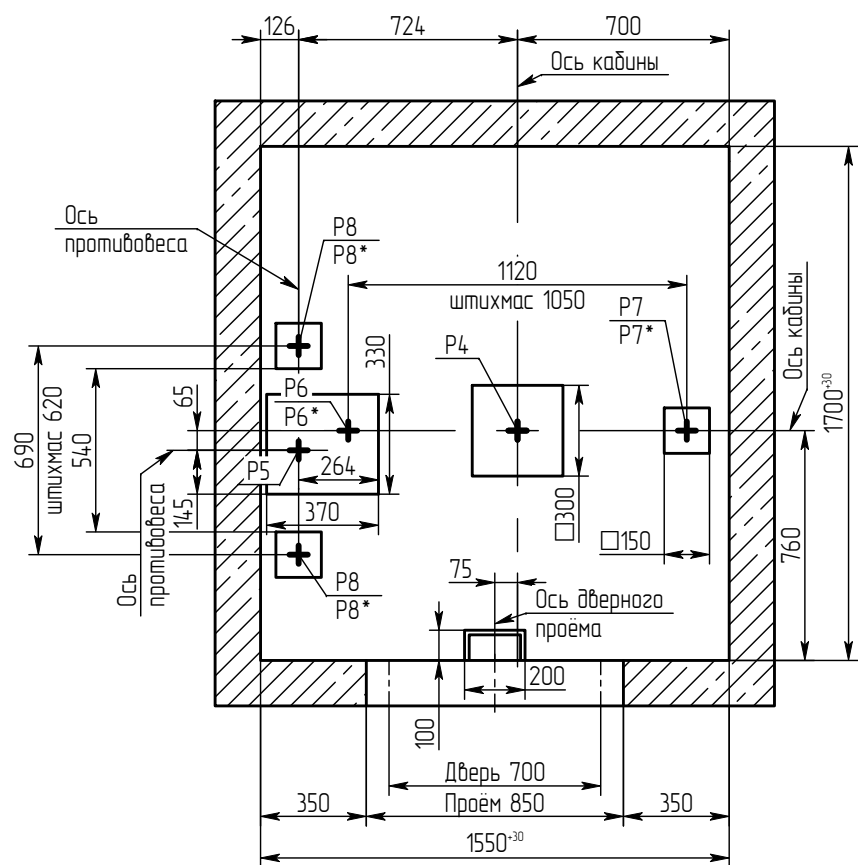 126
724
700
Ось кабины
Ось
противовеса
P8
P8*
1120
штихмас 1050
P7
P7*
Ось кабины
1700+30
65
330
P6
P6*
P4
690
штихмас 620
540
P5
264
145
370
□300
□150
760
Ось
противовеса
P8
P8*
75
Ось дверного
проёма
200
100
Дверь 700
350
Проём 850
350
1550+30